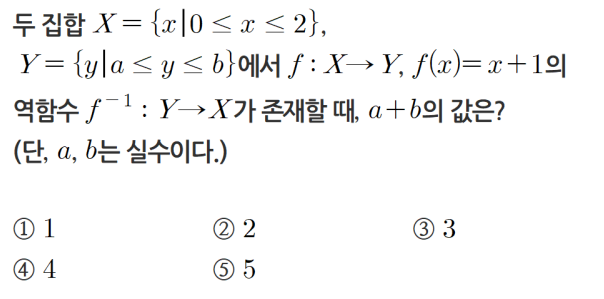 두 집합 X = {x|0 ≤ x ≤ 2},
Y = {y|a ≤ y ≤ b}에서 f : X → Y, f(x) = x + 1의
역함수 f⁻¹ : Y → X가 존재할 때, a + b의 값은?
(단, a, b는 실수이다.)
① 1 ② 2 ③ 3
④ 4 ⑤ 5